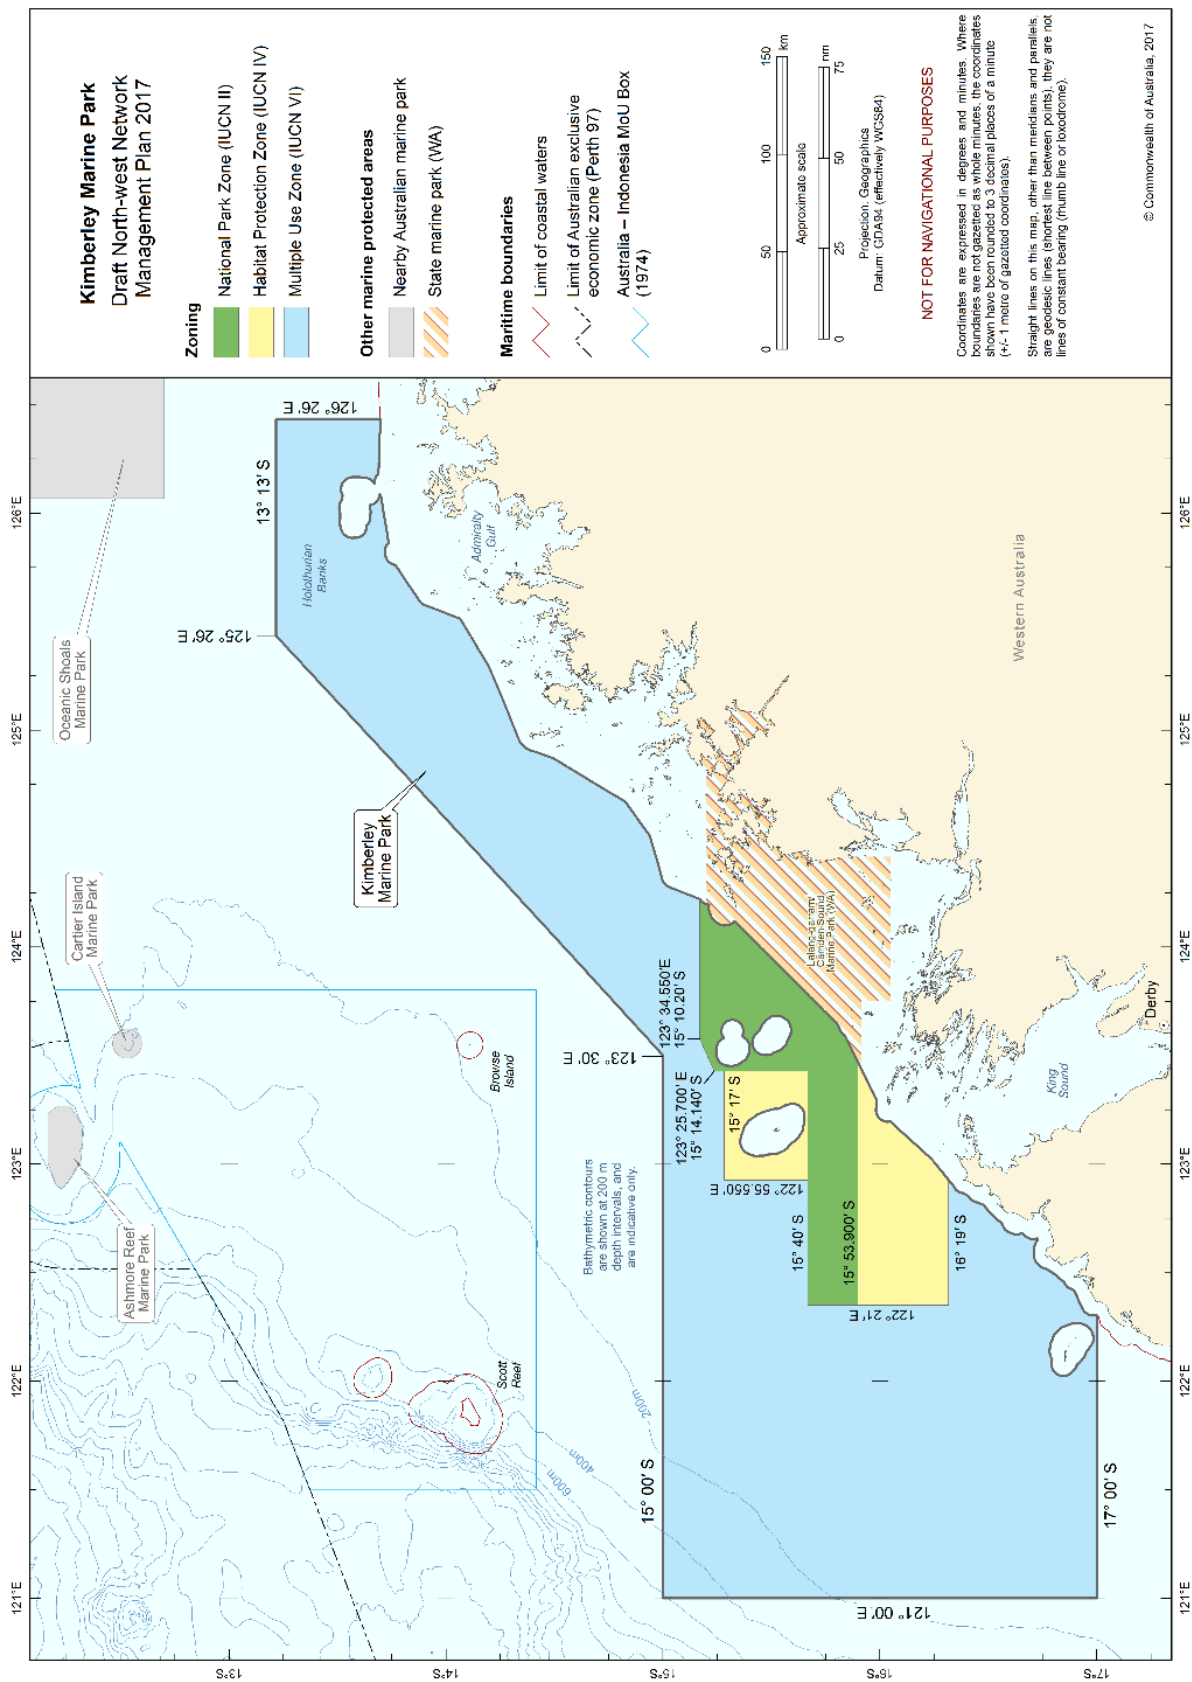 Kimberley Marine Park
Draft North-west Network
Management Plan 2017
Zoning
National Park Zone (IUCN II)
Habitat Protection Zone (IUCN IV)
Multiple Use Zone (IUCN VI)
Other marine protected areas
Nearby Australian marine park
State marine park (WA)
Maritime boundaries
Limit of coastal waters
Limit of Australian exclusive
economic zone (Perth 97)
Australia – Indonesia MoU Box
(1974)
0
50
100
150
km
Approximate scale
0
25
50
75
nm
Projection: Geographics
Datum: GDA94 (effectively WGS84)
NOT FOR NAVIGATIONAL PURPOSES
Coordinates are expressed in degrees and minutes. Where
boundaries are not gazetted as whole minutes, the coordinates
shown have been rounded to 3 decimal places of a minute
(+/- 1 metre of gazetted coordinates).
Straight lines on this map, other than meridians and parallels,
are geodesic lines (shortest line between points), they are not
lines of constant bearing (rhumb line or loxodrome).
© Commonwealth of Australia, 2017
121°E
122°E
123°E
124°E
125°E
126°E
Ashmore Reef
Marine Park
Cartier Island
Marine Park
Oceanic Shoals
Marine Park
13°S
14°S
15°S
16°S
17°S
125° 26' E
13° 13' S
126° 26' E
Holothurian
Banks
Kimberley
Marine Park
Admiralty
Gulf
Browse
Island
Scott
Reef
200m
400m
600m
Bathymetric contours
are shown at 200 m
depth intervals, and
are indicative only.
123° 30' E
123° 34.550'E
15° 10.20' S
123° 25.700' E
15° 14.140' S
15° 17' S
122° 55.550' E
15° 00' S
15° 40' S
15° 53.900' S
122° 21' E
16° 19' S
121° 00' E
17° 00' S
Lalang-garram/
Camden Sound
Marine Park (WA)
Western Australia
King
Sound
Derby
121°E
122°E
123°E
124°E
125°E
126°E